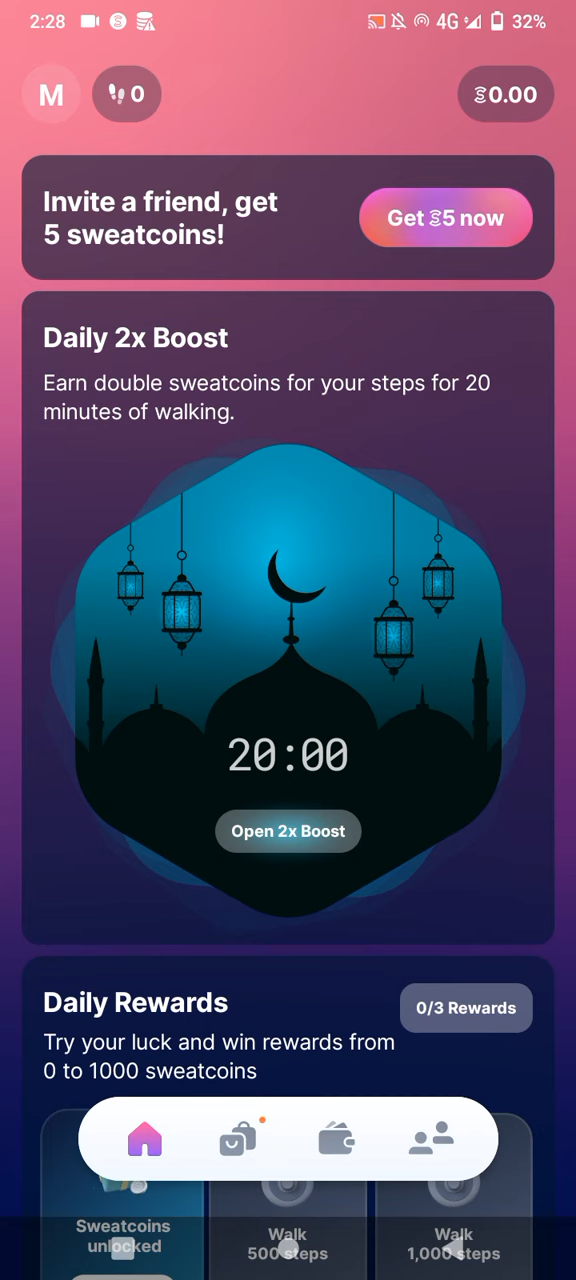 2:28 4G 32%
M 0 0.00
Invite a friend, get
5 sweatcoins!
Get 5 now
Daily 2x Boost
Earn double sweatcoins for your steps for 20
minutes of walking.
20:00
Open 2x Boost
Daily Rewards
0/3 Rewards
Try your luck and win rewards from
0 to 1000 sweatcoins
Sweatcoins
unlocked
Walk
500 steps
Walk
1,000 steps